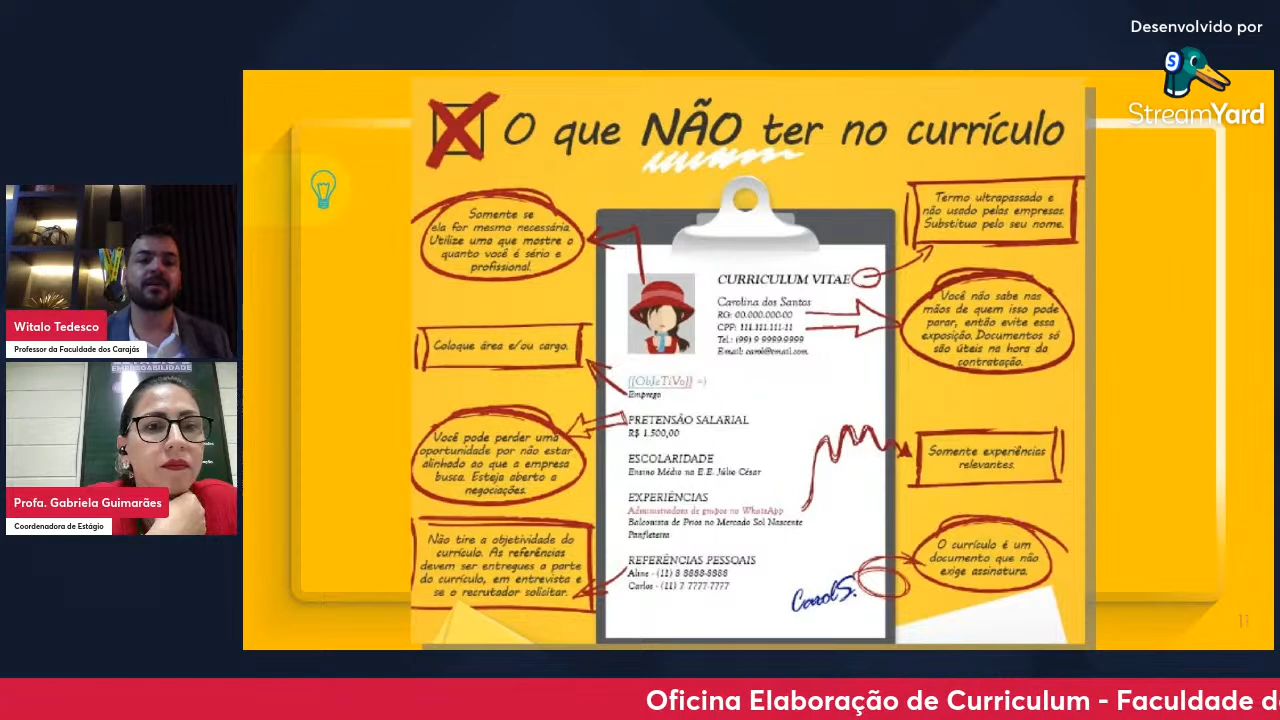 Desenvolvido por
S
StreamYard
O que NÃO ter no currículo
Somente se
ela for mesmo necessária.
Utilize uma que mostre o
quanto você é séria e
profissional.
Coloque área e/ou cargo.
Você pode perder uma
oportunidade por não estar
alinhado ao que a empresa
busca. Esteja aberto a
negociações.
Não tire a objetividade do
currículo. As referências
devem ser entregues a parte
do currículo, em entrevista e
se o recrutador solicitar.
CURRICULUM VITAE
Carolina dos Santos
RG: 00.000.000-00
CPF: 111.111.111-11
Tel.: (99) 9 9999-9999
[[ObJeTiVo]] =)
Emprego
PRETENSÃO SALARIAL
R$ 1.500,00
ESCOLARIDADE
Ensino Médio na E.E. Júlio César
EXPERIÊNCIAS
Administradora de grupos no WhatsApp
Balconista de Frios no Mercado Sol Nascente
Panfleteira
REFERÊNCIAS PESSOAIS
Aline - (11) 8 8888-8888
Carlos - (11) 7 7777-7777
Carol S.
Termo ultrapassado e
não usado pelas empresas.
Substitua pelo seu nome.
Você não sabe nas
mãos de quem isso pode
parar, então evite essa
exposição. Documentos só
são úteis na hora da
contratação.
Somente experiências
relevantes.
O currículo é um
documento que não
exige assinatura.
11
Witalo Tedesco
Professor da Faculdade dos Carajás
EMPREGABILIDADE
Profa. Gabriela Guimarães
Coordenadora de Estágio
Oficina Elaboração de Curriculum - Faculdade d